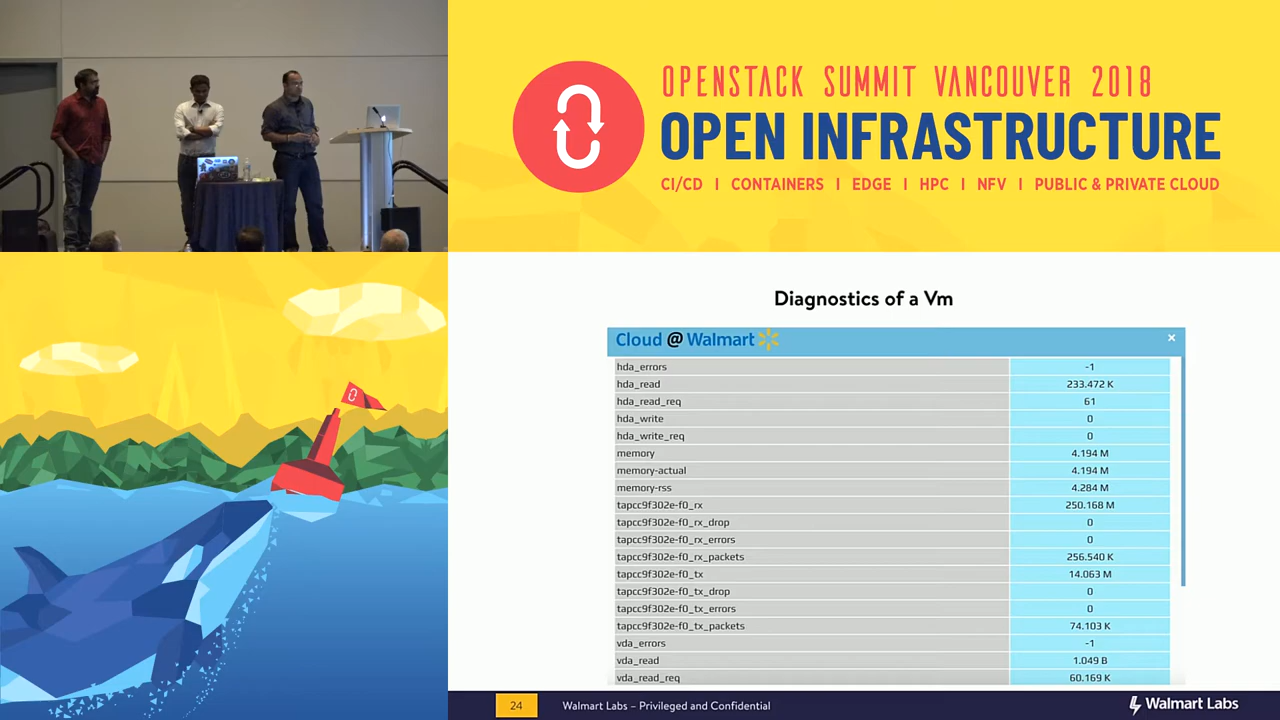 OPENSTACK SUMMIT VANCOUVER 2018
OPEN INFRASTRUCTURE
CI/CD | CONTAINERS | EDGE | HPC | NFV | PUBLIC & PRIVATE CLOUD
Diagnostics of a Vm
Cloud @ Walmart ×
hda_errors -1
hda_read 233.472 K
hda_read_req 61
hda_write 0
hda_write_req 0
memory 4.194 M
memory-actual 4.194 M
memory-rss 4.284 M
tapcc9f302e-f0_rx 250.168 M
tapcc9f302e-f0_rx_drop 0
tapcc9f302e-f0_rx_errors 0
tapcc9f302e-f0_rx_packets 256.540 K
tapcc9f302e-f0_tx 14.063 M
tapcc9f302e-f0_tx_drop 0
tapcc9f302e-f0_tx_errors 0
tapcc9f302e-f0_tx_packets 74.103 K
vda_errors -1
vda_read 1.049 B
vda_read_req 60.169 K
24 Walmart Labs – Privileged and Confidential Walmart Labs